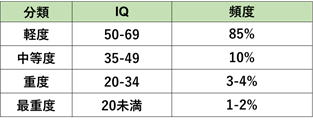 分類 IQ 頻度
軽度 50-69 85%
中等度 35-49 10%
重度 20-34 3-4%
最重度 20未満 1-2%